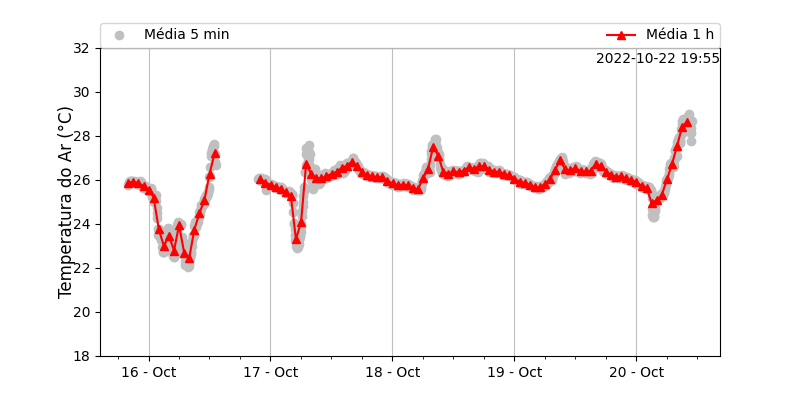 Média 5 min
Média 1 h
2022-10-22 19:55
Temperatura do Ar (°C)
32
30
28
26
24
22
20
18
16 - Oct
17 - Oct
18 - Oct
19 - Oct
20 - Oct